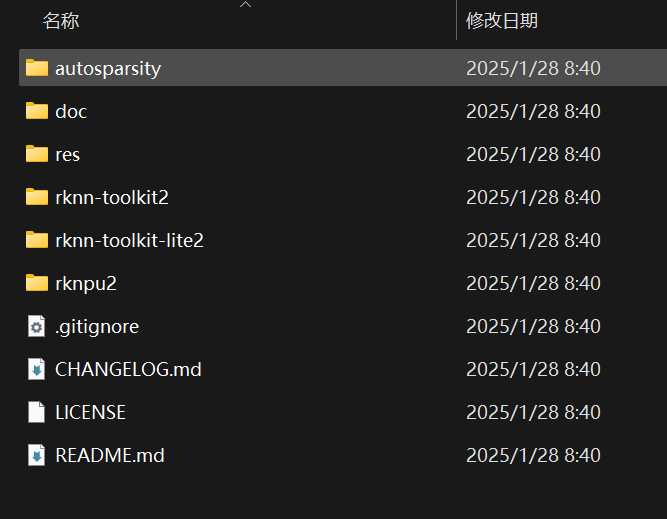 名称 修改日期
autosparsity 2025/1/28 8:40
doc 2025/1/28 8:40
res 2025/1/28 8:40
rknn-toolkit2 2025/1/28 8:40
rknn-toolkit-lite2 2025/1/28 8:40
rknpu2 2025/1/28 8:40
.gitignore 2025/1/28 8:40
CHANGELOG.md 2025/1/28 8:40
LICENSE 2025/1/28 8:40
README.md 2025/1/28 8:40